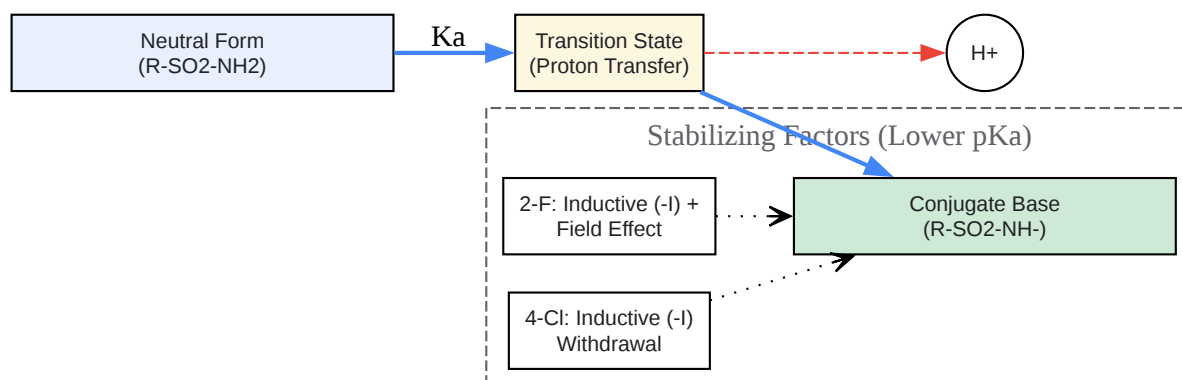 Neutral Form
(R-SO2-NH2)
Ka
Transition State
(Proton Transfer)
H+
Stabilizing Factors (Lower pKa)
2-F: Inductive (-I) +
Field Effect
Conjugate Base
(R-SO2-NH-)
4-Cl: Inductive (-I)
Withdrawal